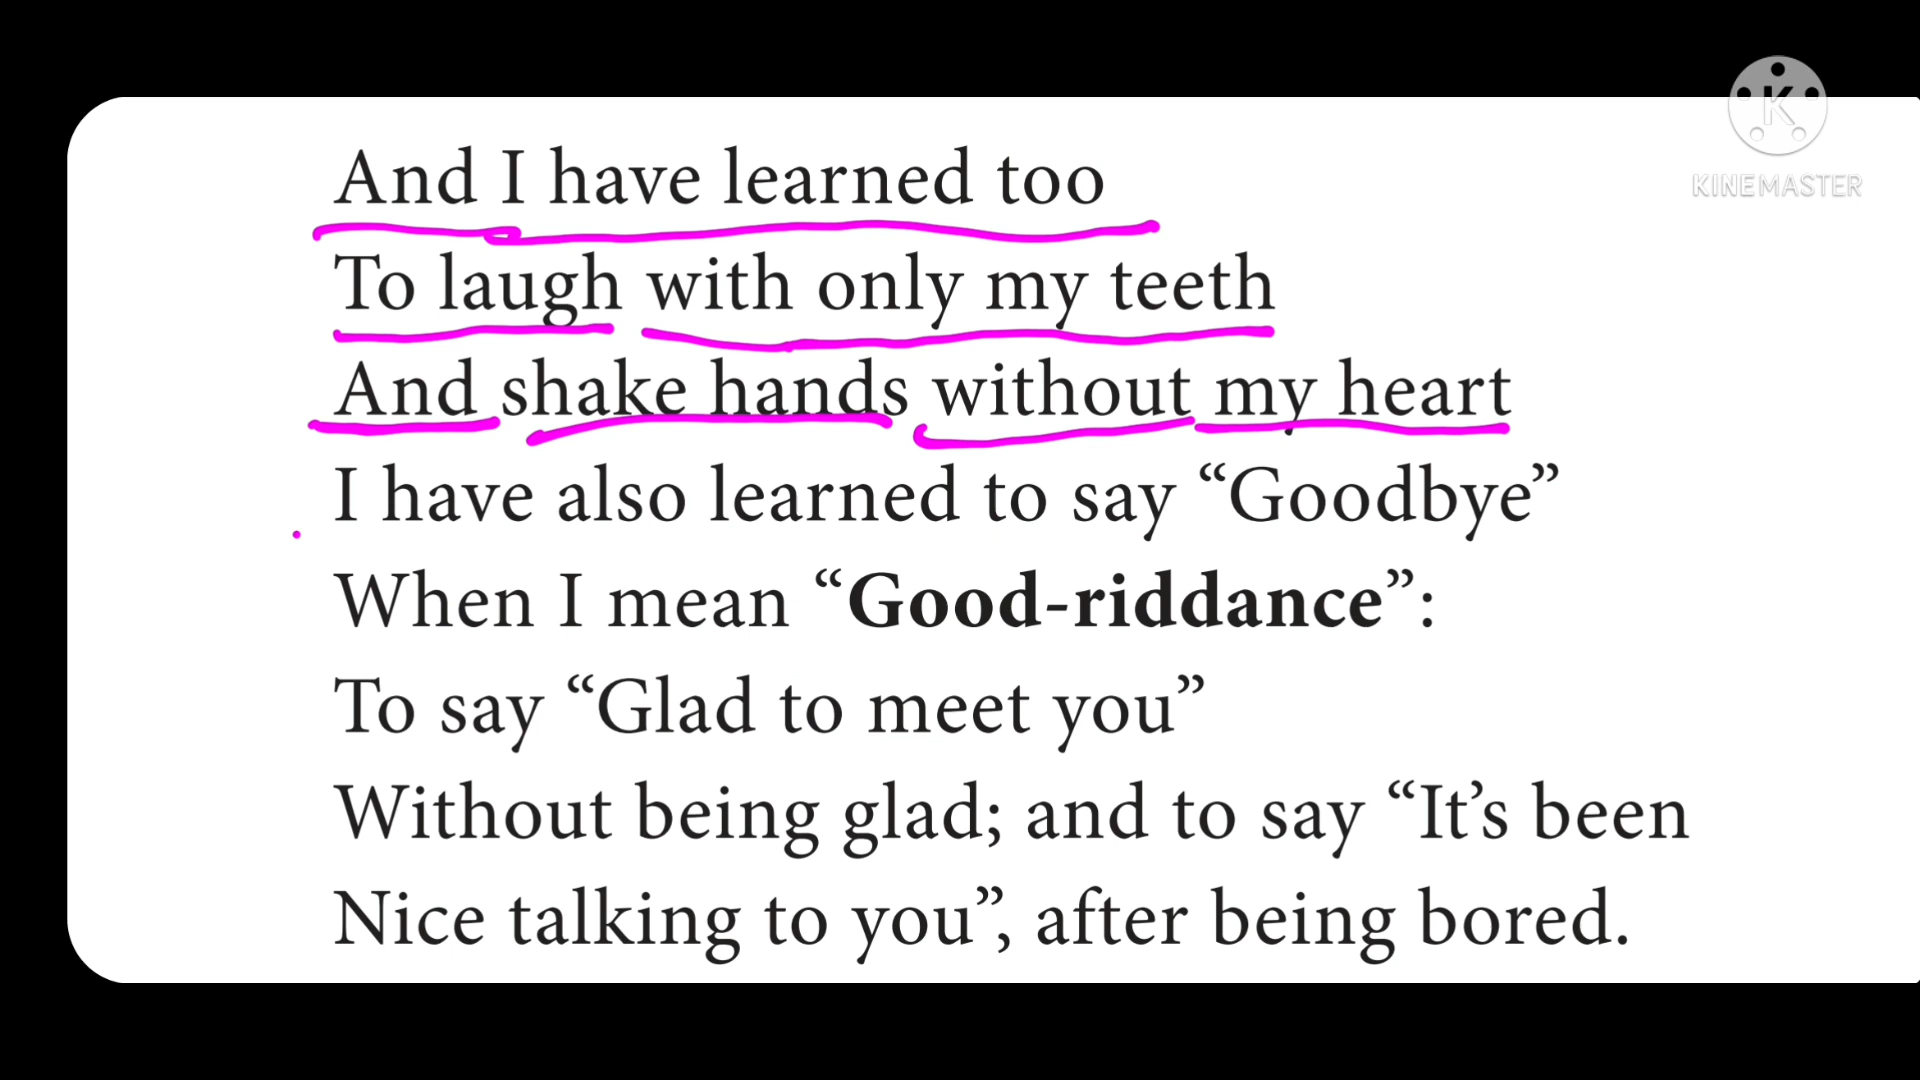 And I have learned too
To laugh with only my teeth
And shake hands without my heart
I have also learned to say “Goodbye”
When I mean “Good-riddance”:
To say “Glad to meet you”
Without being glad; and to say “It’s been
Nice talking to you”, after being bored.
K
KINEMASTER